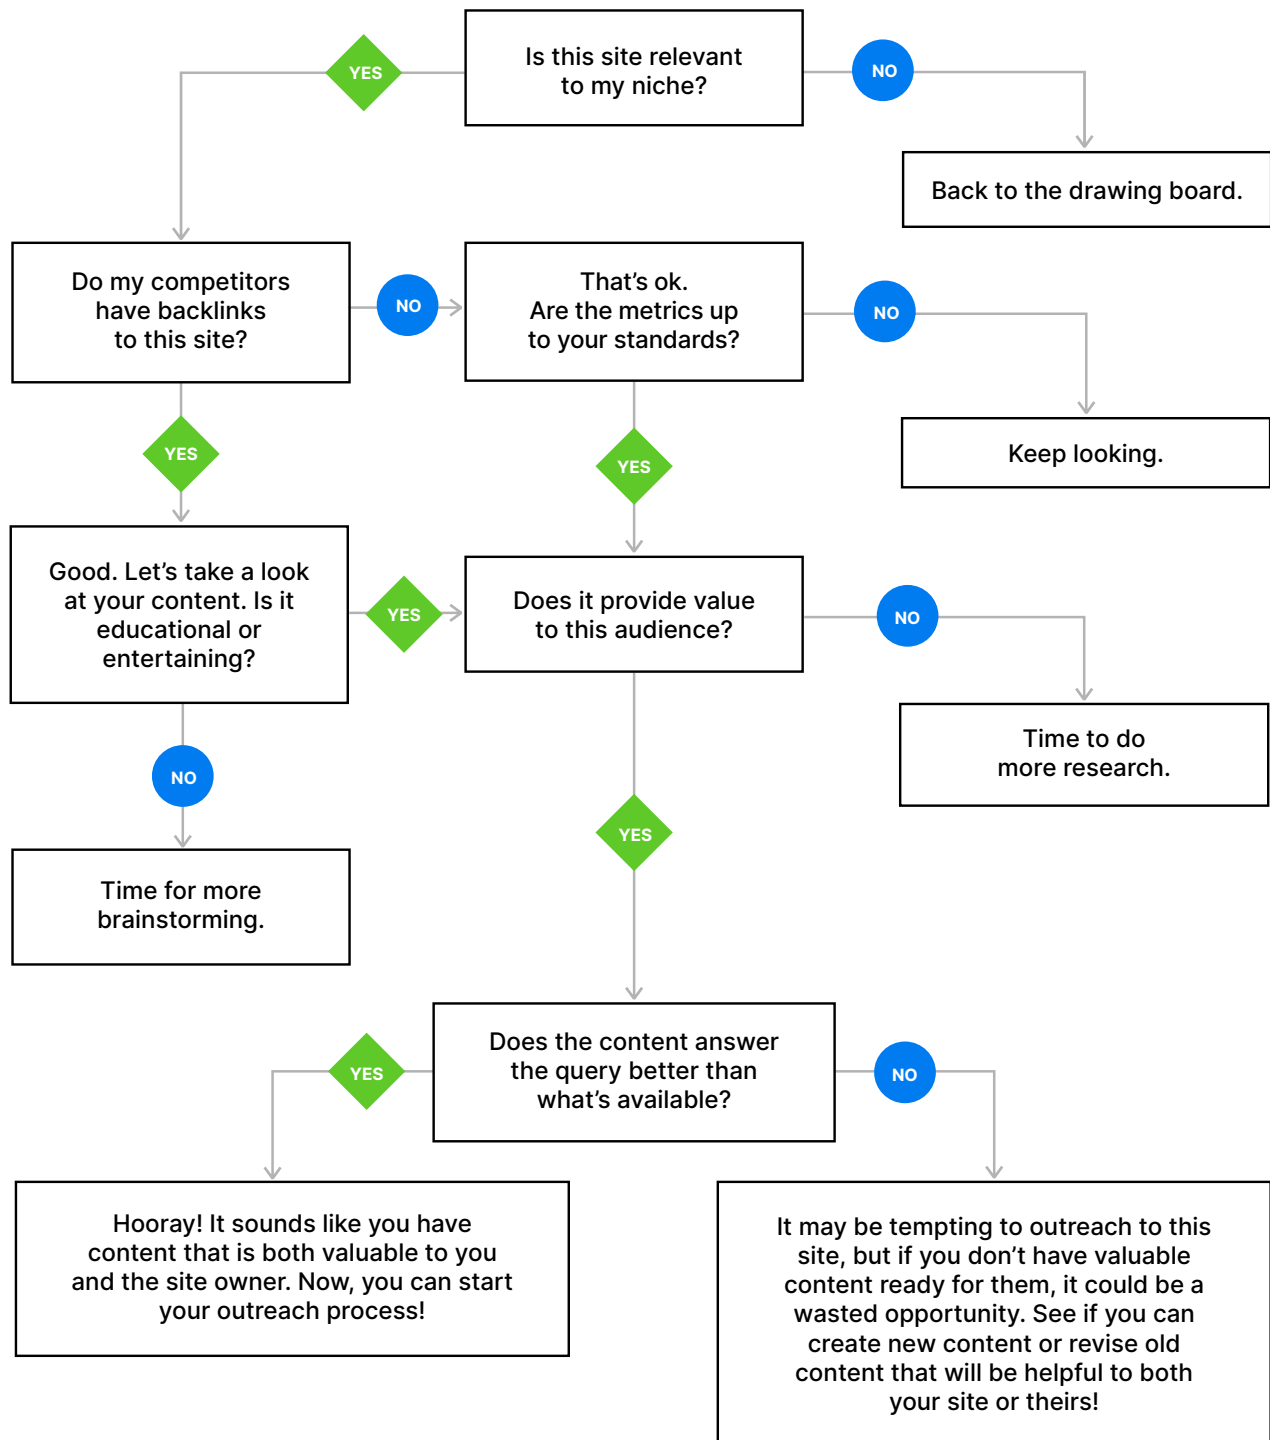 Is this site relevant
to my niche?
YES
NO
Back to the drawing board.
Do my competitors
have backlinks
to this site?
NO
That’s ok.
Are the metrics up
to your standards?
NO
Keep looking.
YES
YES
Good. Let’s take a look
at your content. Is it
educational or
entertaining?
YES
Does it provide value
to this audience?
NO
Time to do
more research.
NO
Time for more
brainstorming.
YES
Does the content answer
the query better than
what’s available?
YES
NO
Hooray! It sounds like you have
content that is both valuable to you
and the site owner. Now, you can start
your outreach process!
It may be tempting to outreach to this
site, but if you don’t have valuable
content ready for them, it could be a
wasted opportunity. See if you can
create new content or revise old
content that will be helpful to both
your site or theirs!